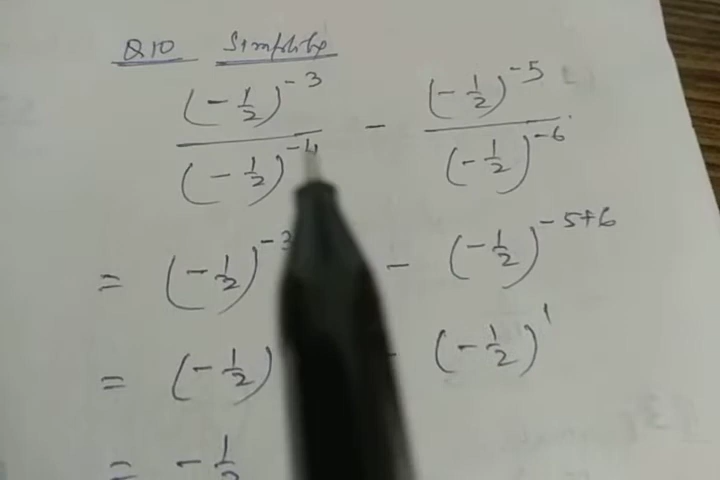 Q10 Simplify
(-1/2)^-3 / (-1/2)^-4 - (-1/2)^-5 / (-1/2)^-6
= (-1/2)^-3 - (-1/2)^-5+6
= (-1/2) - (-1/2)^1
= -1/2